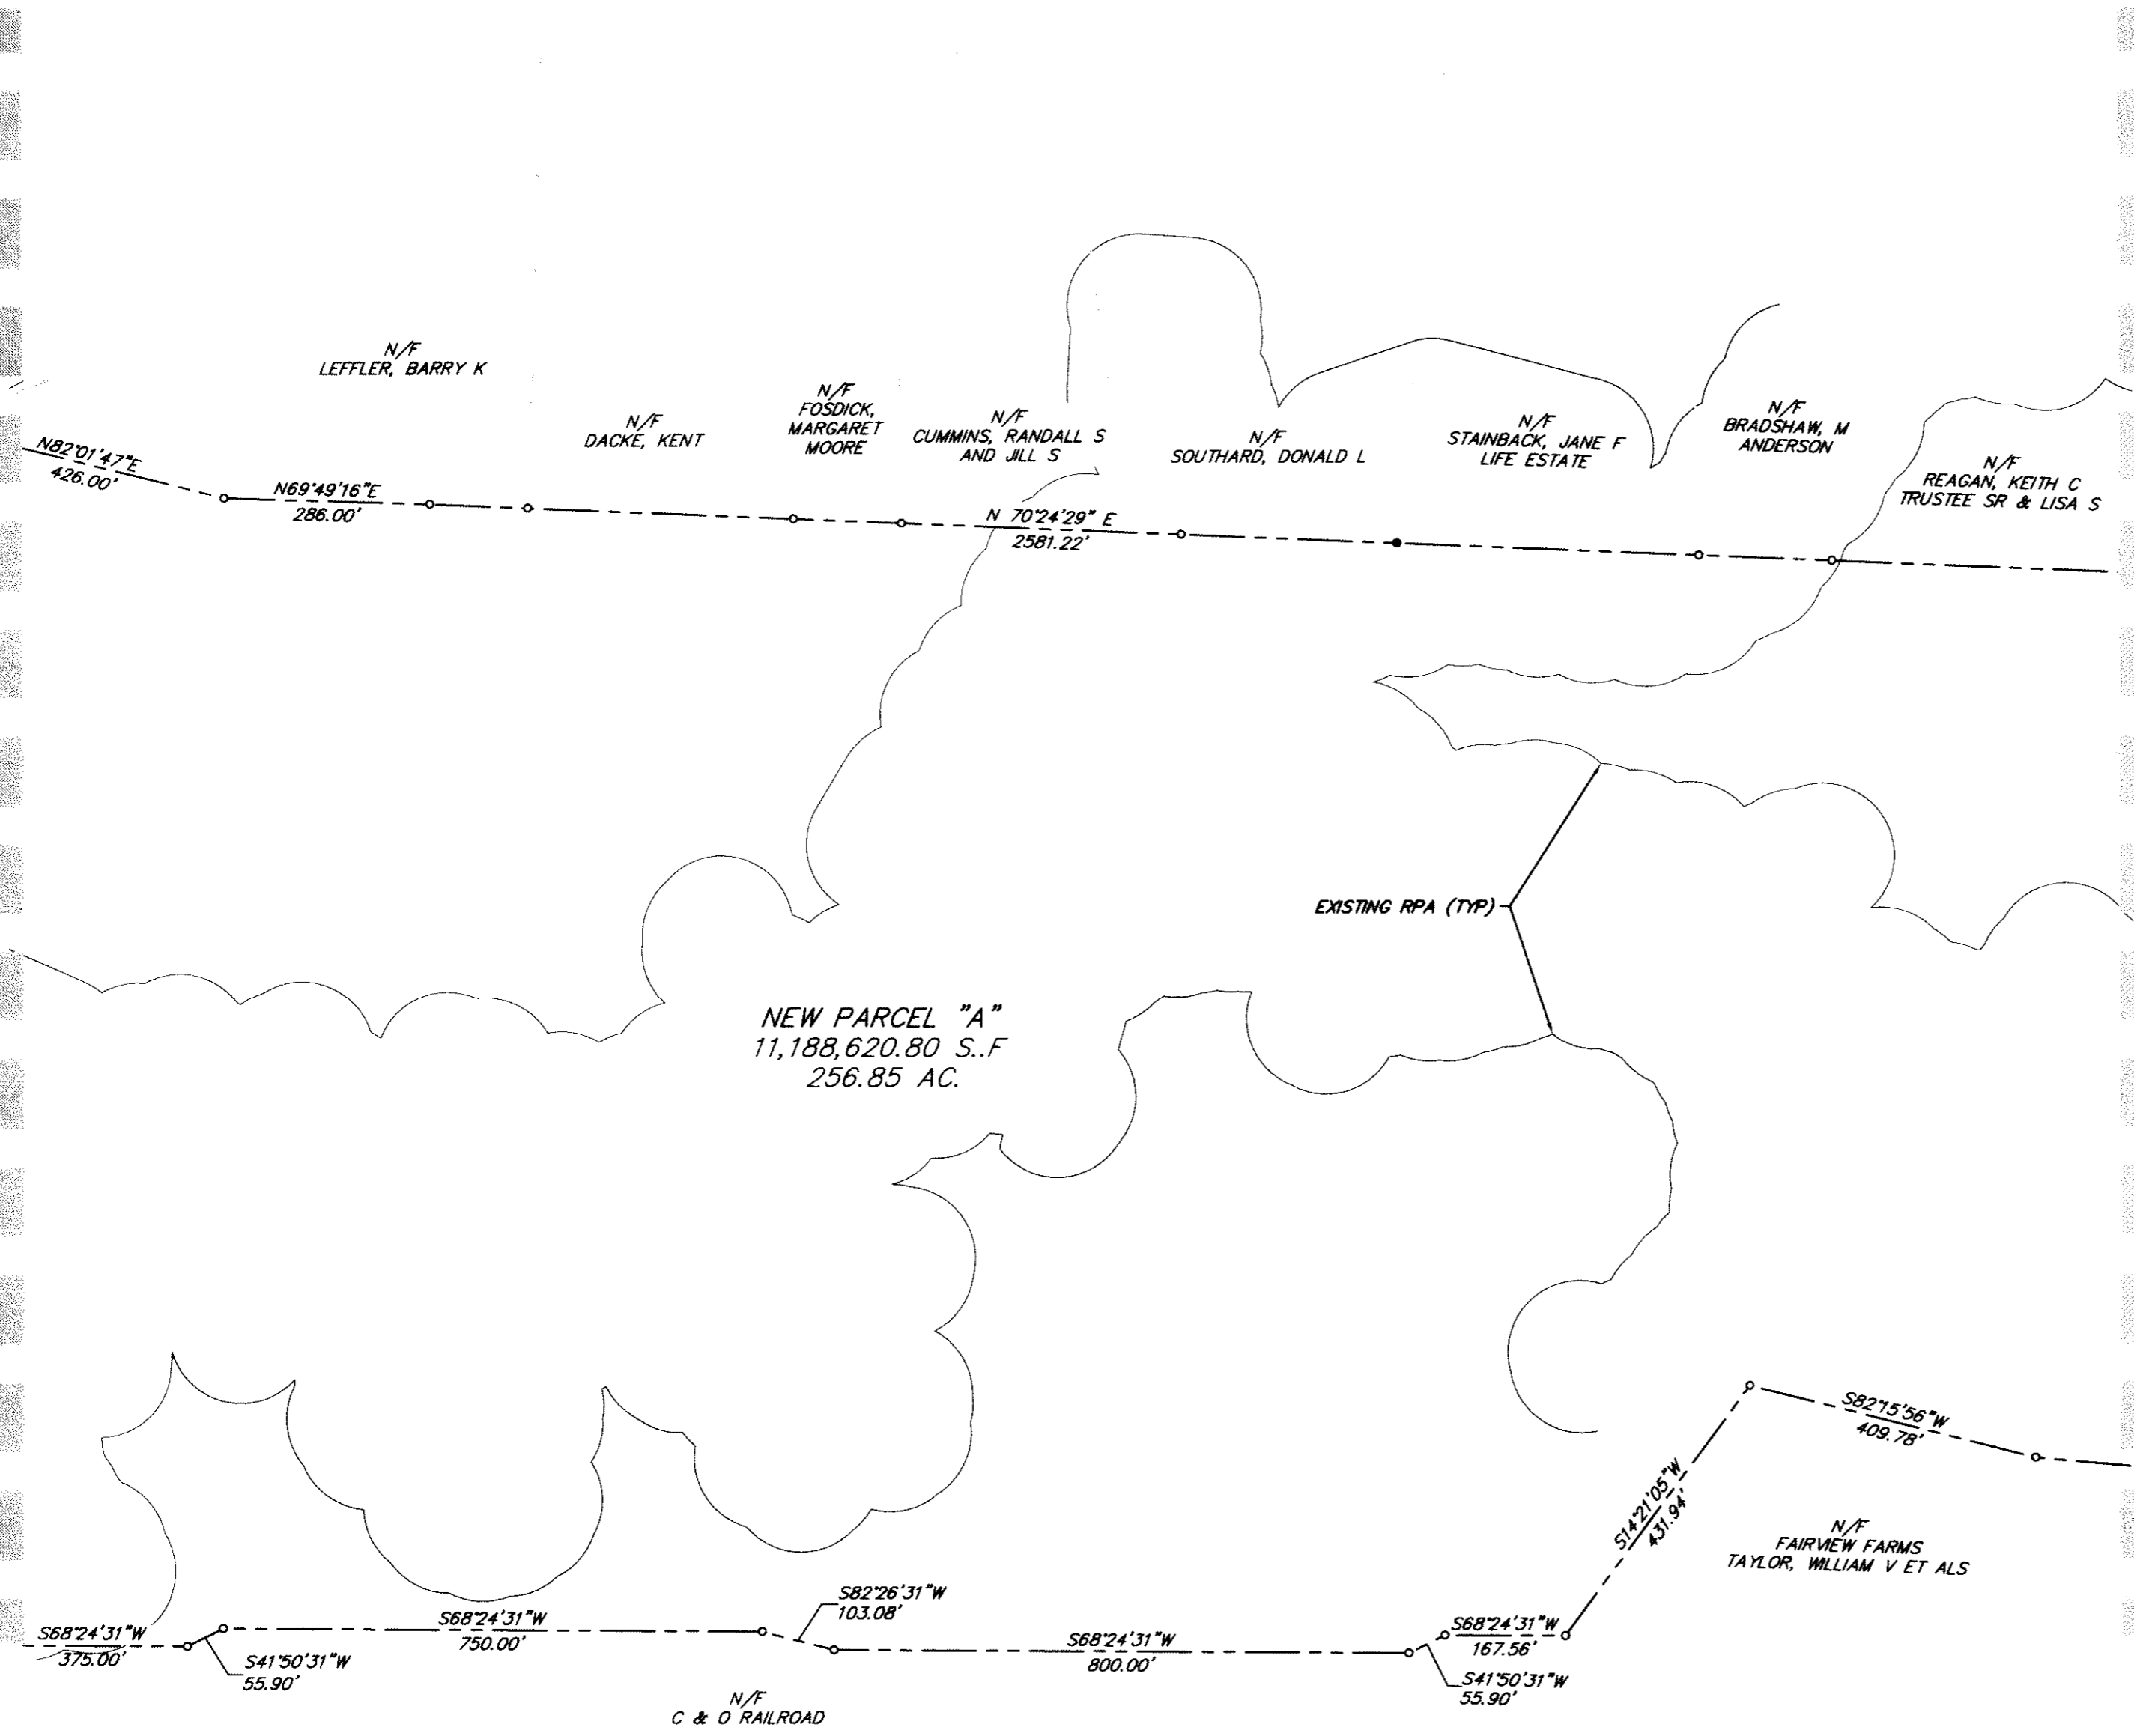 N/F
LEFFLER, BARRY K
N/F
DACKE, KENT
N/F
FOSDICK,
MARGARET
MOORE
N/F
CUMMINS, RANDALL S
AND JILL S
N/F
SOUTHARD, DONALD L
N/F
STAINBACK, JANE F
LIFE ESTATE
N/F
BRADSHAW, M
ANDERSON
N/F
REAGAN, KEITH C
TRUSTEE SR & LISA S
N82°01'47"E
426.00'
N69°49'16"E
286.00'
N 70°24'29" E
2581.22'
EXISTING RPA (TYP)
NEW PARCEL "A"
11,188,620.80 S..F
256.85 AC.
S82°15'56"W
409.78'
S14°21'05"W
431.94'
N/F
FAIRVIEW FARMS
TAYLOR, WILLIAM V ET ALS
S68°24'31"W
375.00'
S41°50'31"W
55.90'
S68°24'31"W
750.00'
S82°26'31"W
103.08'
S68°24'31"W
800.00'
S68°24'31"W
167.56'
S41°50'31"W
55.90'
N/F
C & O RAILROAD